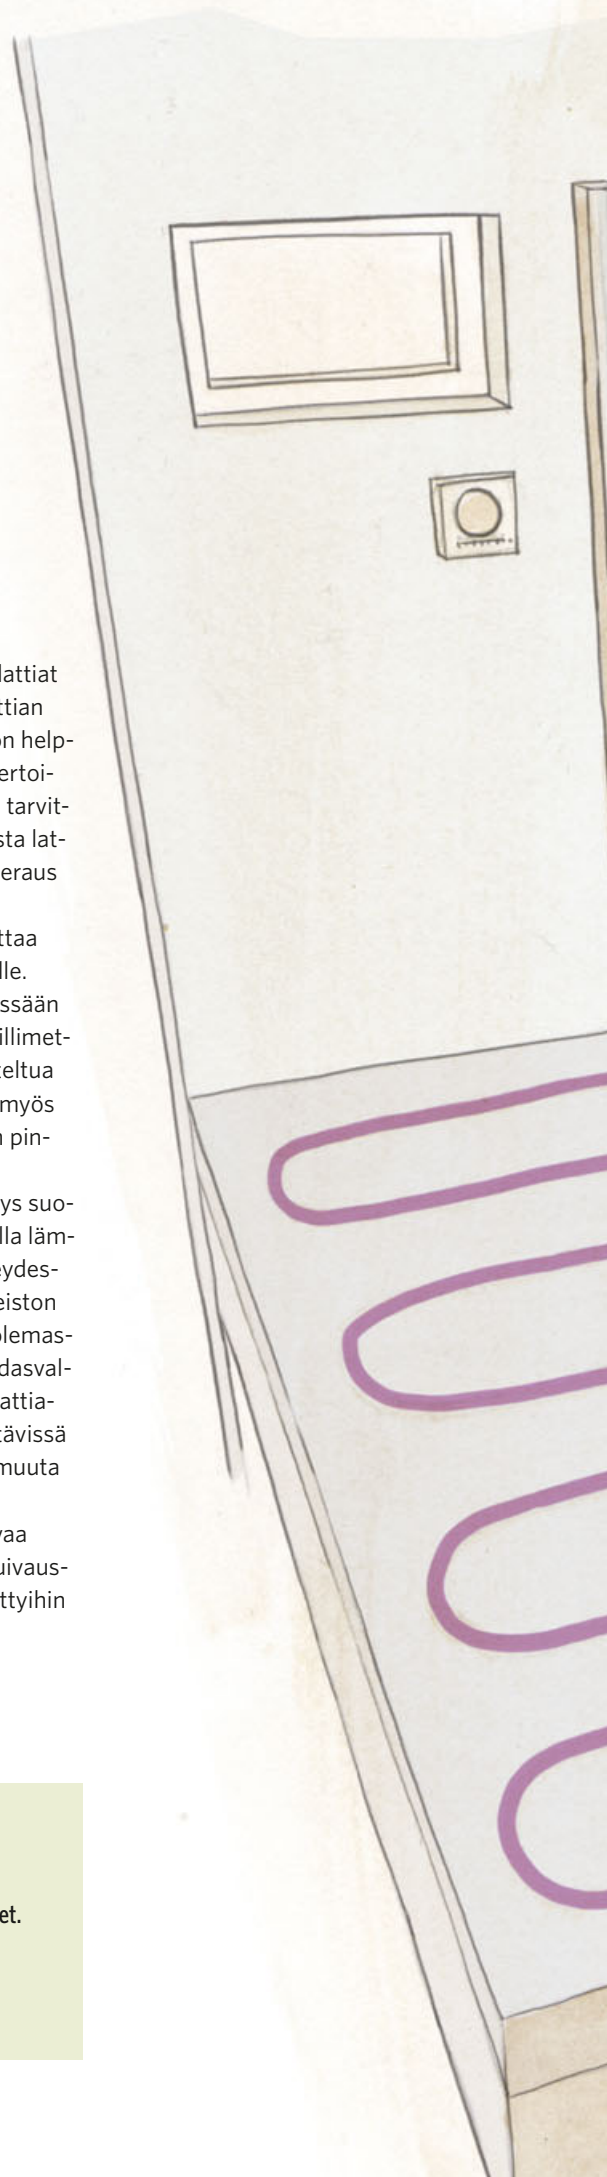 lattiat
ttian
on help-
ertoi-
tarvit-
sta lat-
eraus
ttaa
lle.
ssään
illimet-
teltua
myös
n pin-
ys suo-
lla läm-
eydes-
eiston
olemas-
dasval-
attia-
tävissä
muuta
vaa
uivaus-
ttyihin
et.